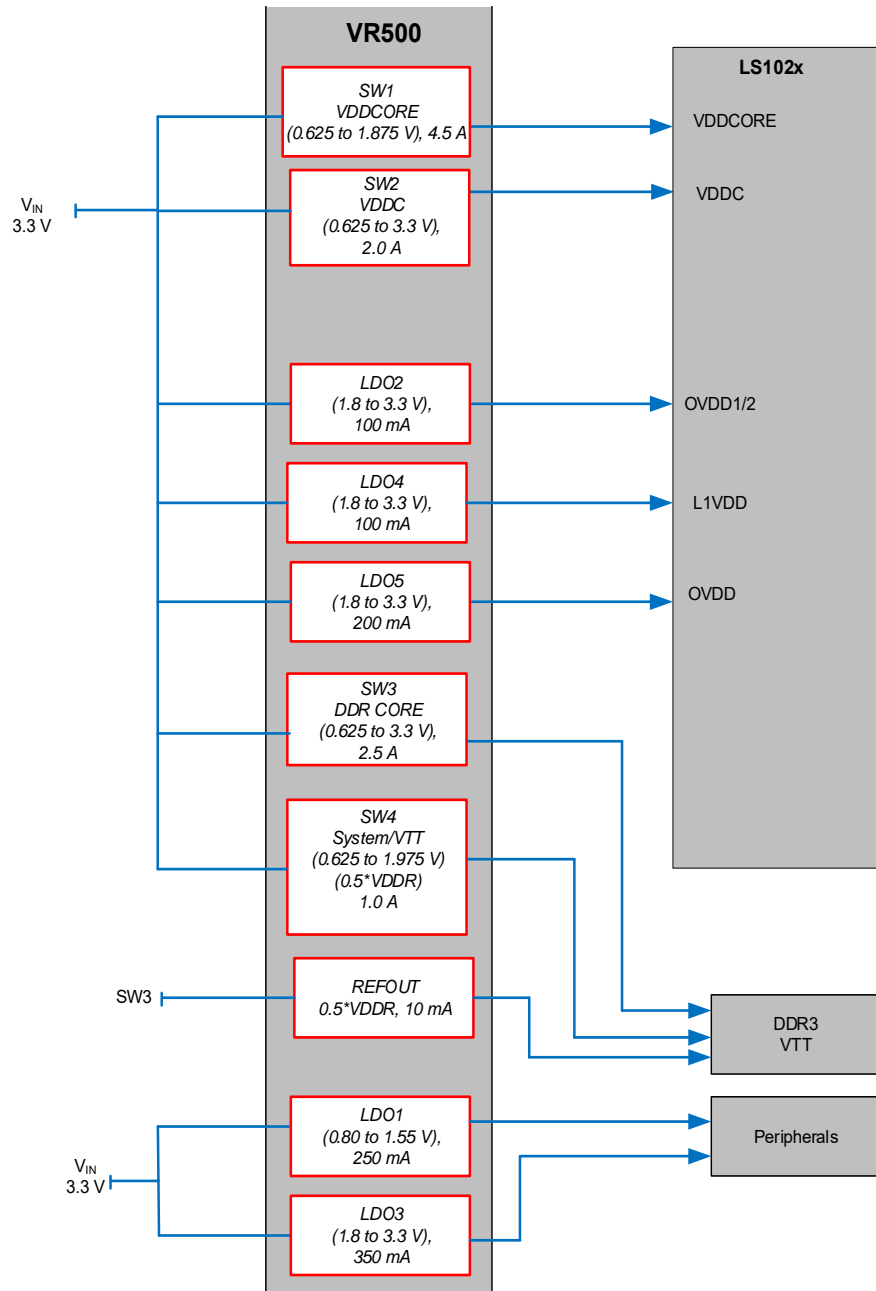 VR500
LS102x
SW1
VDDCORE
(0.625 to 1.875 V), 4.5 A
VDDCORE
SW2
VDDC
(0.625 to 3.3 V),
2.0 A
VDDC
VIN
3.3 V
LDO2
(1.8 to 3.3 V),
100 mA
OVDD1/2
LDO4
(1.8 to 3.3 V),
100 mA
L1VDD
LDO5
(1.8 to 3.3 V),
200 mA
OVDD
SW3
DDR CORE
(0.625 to 3.3 V),
2.5 A
SW4
System/VTT
(0.625 to 1.975 V)
(0.5*VDDR)
1.0 A
SW3
REFOUT
0.5*VDDR, 10 mA
DDR3
VTT
LDO1
(0.80 to 1.55 V),
250 mA
Peripherals
VIN
3.3 V
LDO3
(1.8 to 3.3 V),
350 mA